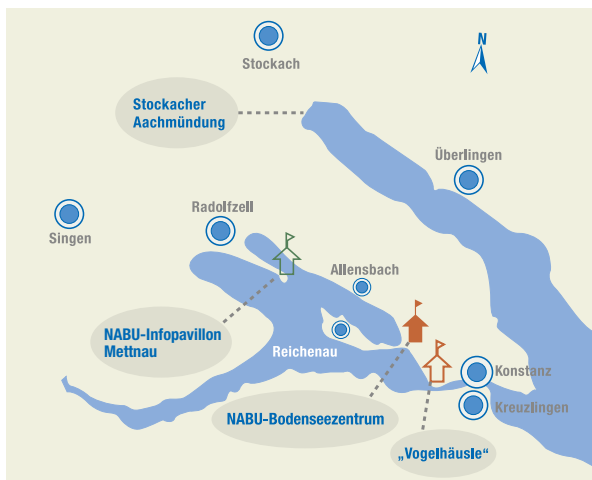 N
Stockach
Stockacher
Aachmündung
Überlingen
Radolfzell
Singen
Allensbach
NABU-Infopavillon
Mettnau
Reichenau
Konstanz
Kreuzlingen
NABU-Bodenseezentrum
„Vogelhäusle“